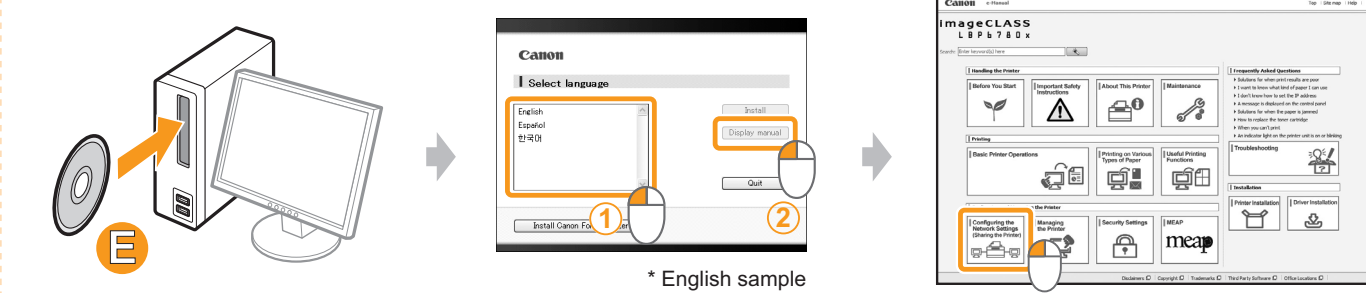 E
Canon
Select language
English
Español
한국어
Install
Display manual
Quit
Install Canon Fo
1
2
* English sample
Canon e-Manual
Top Site map Help
imageCLASS
LBP6780x
Search: Enter keyword(s) here
Handling the Printer
Before You Start
Important Safety
Instructions
About This Printer
Maintenance
Printing
Basic Printer Operations
Printing on Various
Types of Paper
Useful Printing
Functions
the Printer
Configuring the
Network Settings
(Sharing the Printer)
Managing
the Printer
Security Settings
MEAP
meap
Frequently Asked Questions
Solutions for when print results are poor
I want to know what kind of paper I can use
I don't know how to set the IP address
A message is displayed on the control panel
Solutions for when the paper is jammed
How to replace the toner cartridge
When you can't print
An indicator light on the printer unit is on or blinking
Troubleshooting
Installation
Printer Installation
Driver Installation
Disclaimers Copyright Trademarks Third Party Software Office Locations